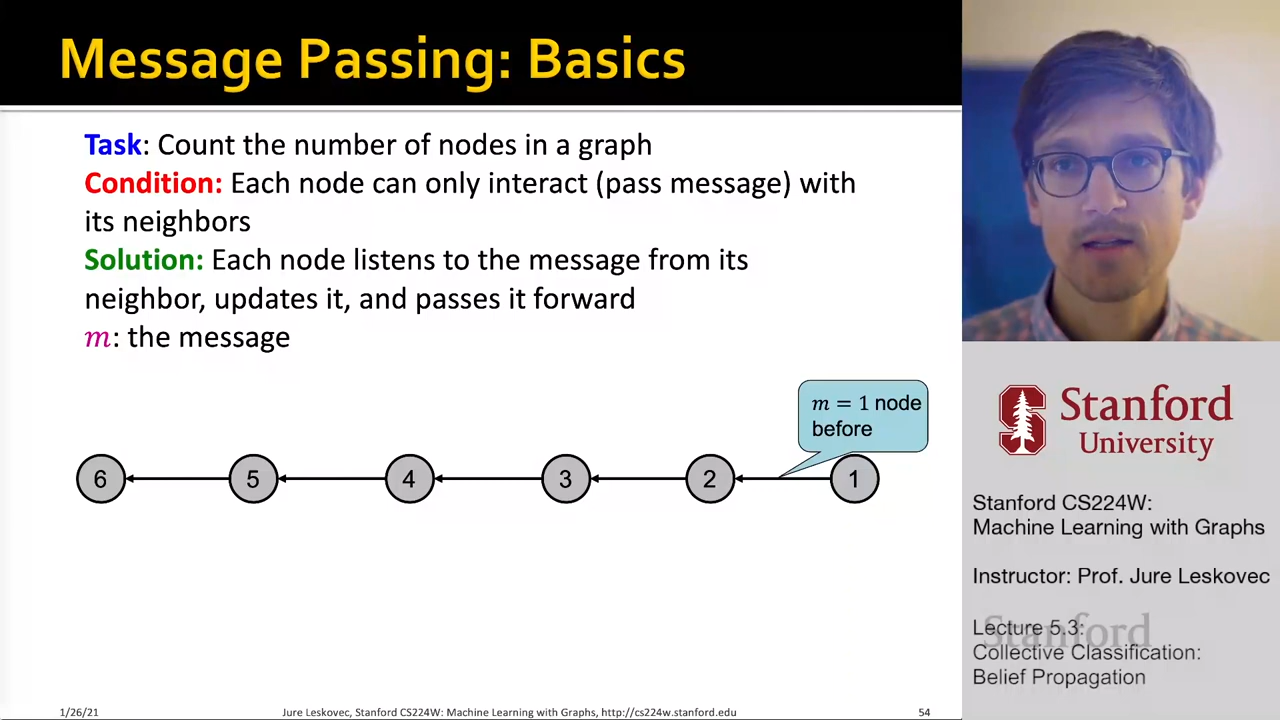 Message Passing: Basics
Task: Count the number of nodes in a graph
Condition: Each node can only interact (pass message) with
its neighbors
Solution: Each node listens to the message from its
neighbor, updates it, and passes it forward
m: the message
m = 1 node
before
6 5 4 3 2 1
1/26/21
Jure Leskovec, Stanford CS224W: Machine Learning with Graphs, http://cs224w.stanford.edu
54
Stanford
University
Stanford CS224W:
Machine Learning with Graphs
Instructor: Prof. Jure Leskovec
Stanford
Lecture 5.3:
Collective Classification:
Belief Propagation